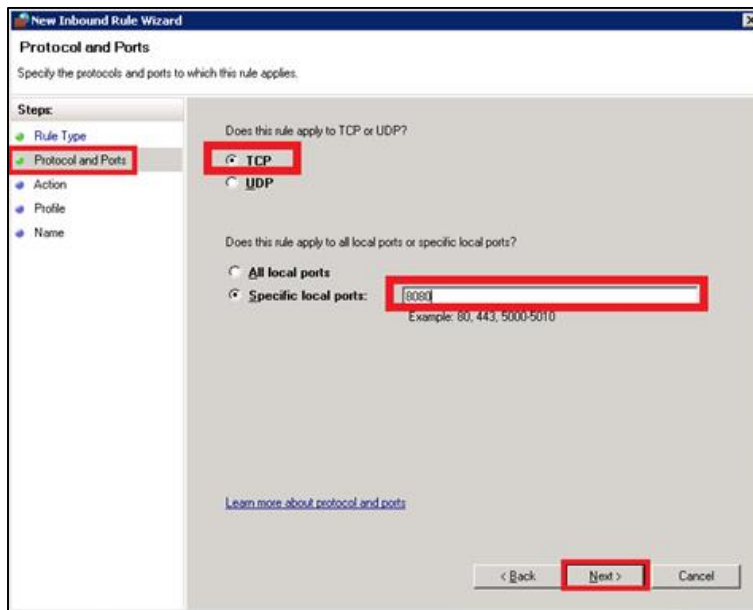 New Inbound Rule Wizard
Protocol and Ports
Specify the protocols and ports to which this rule applies.
Steps:
Rule Type
Protocol and Ports
Action
Profile
Name
Does this rule apply to TCP or UDP?
TCP
UDP
Does this rule apply to all local ports or specific local ports?
All local ports
Specific local ports: 8080
Example: 80, 443, 5000-5010
Learn more about protocol and ports
< Back Next > Cancel